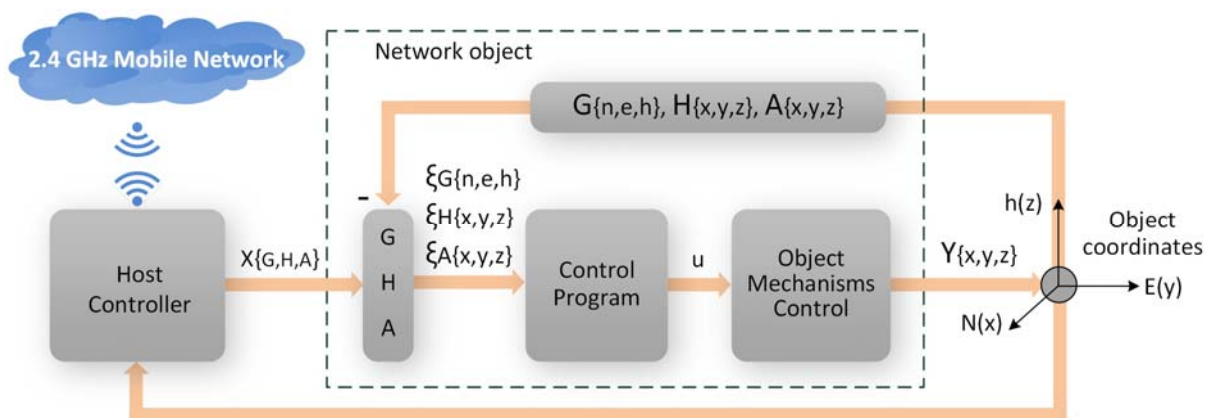 2.4 GHz Mobile Network
Network object
G{n,e,h}, H{x,y,z}, A{x,y,z}
-
ξG{n,e,h}
ξH{x,y,z}
ξA{x,y,z}
Host
Controller
X{G,H,A}
G
H
A
Control
Program
u
Object
Mechanisms
Control
Y{x,y,z}
h(z)
Object
coordinates
E(y)
N(x)